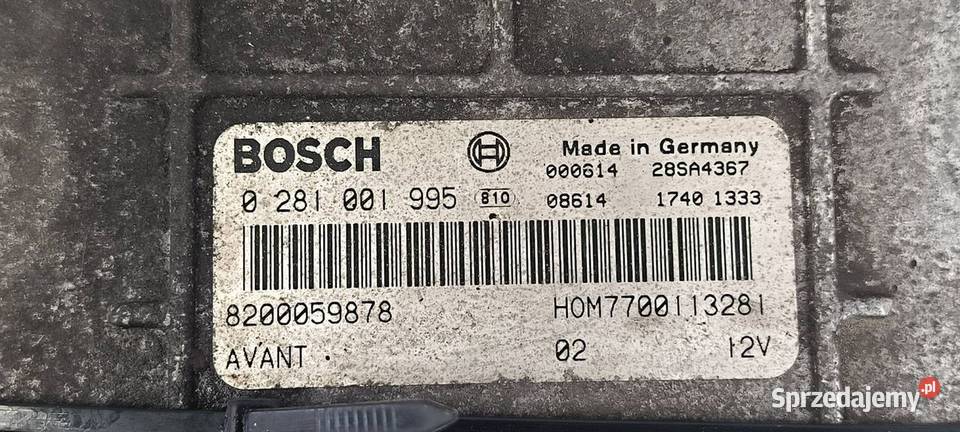 BOSCH Made in Germany
000614 28SA4367
0 281 001 995 810 08614 1740 1333
8200059878 HOM7700113281
AVANT 02 12V
Sprzedajemy.pl